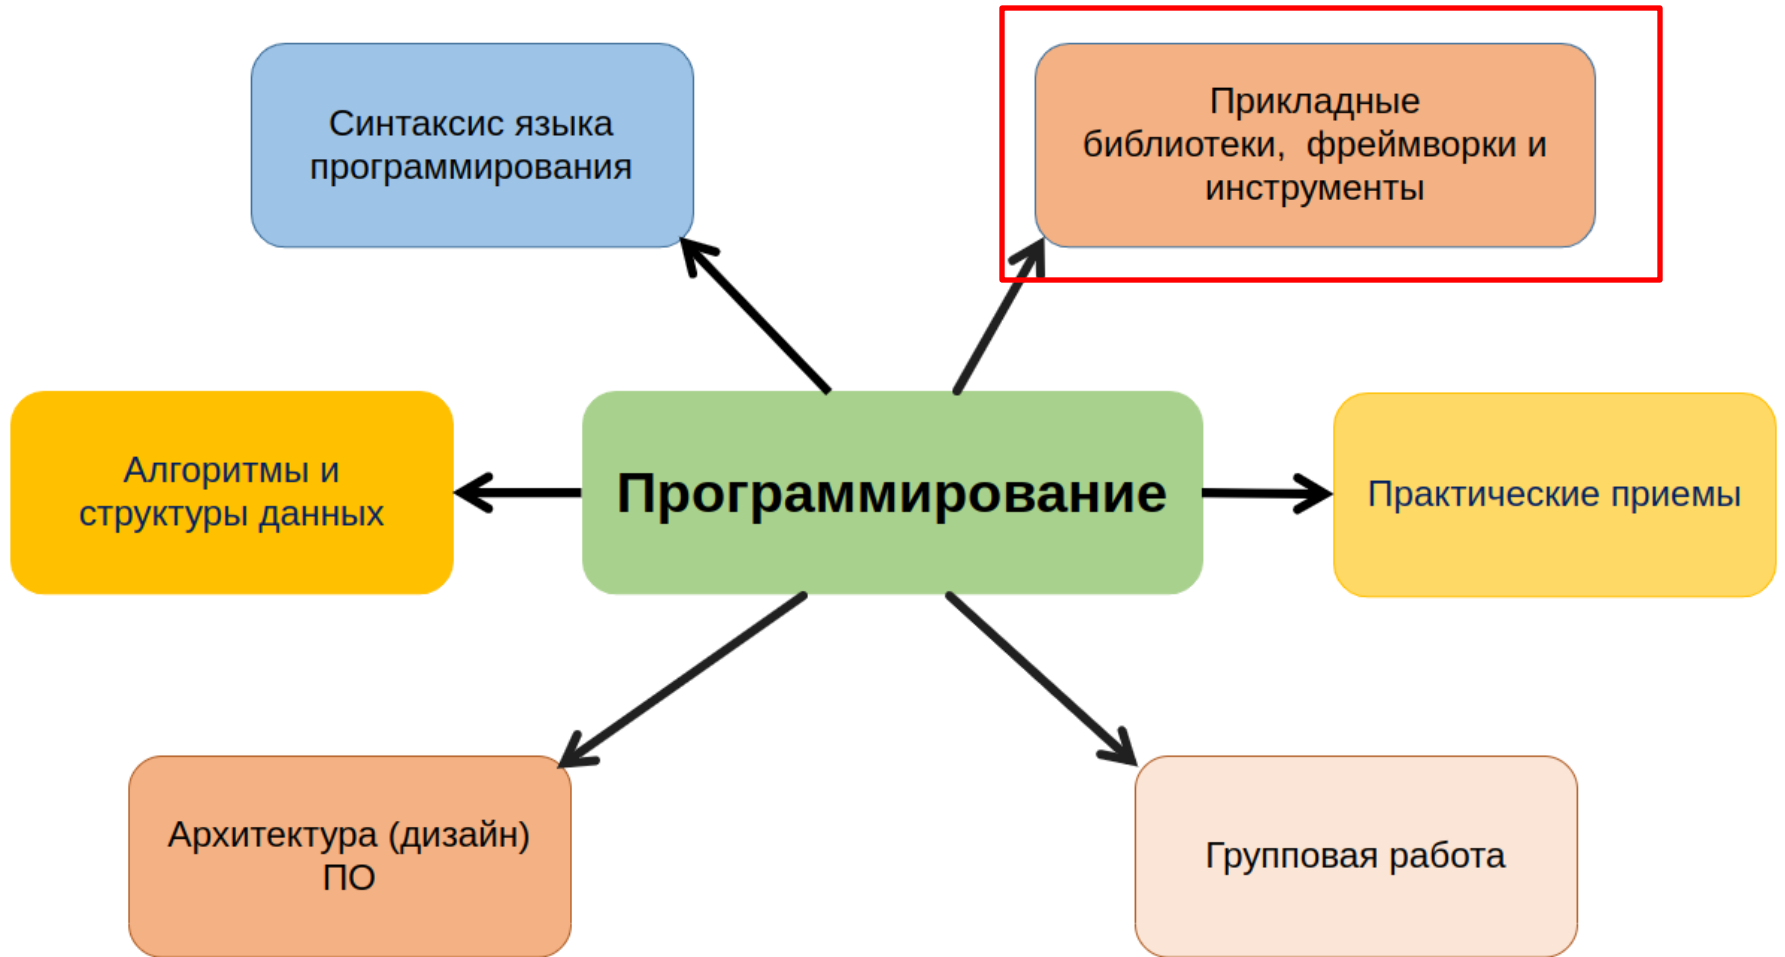 Синтаксис языка
программирования
Прикладные
библиотеки,  фреймворки и
инструменты
Алгоритмы и
структуры данных
Программирование
Практические приемы
Архитектура (дизайн)
ПО
Групповая работа